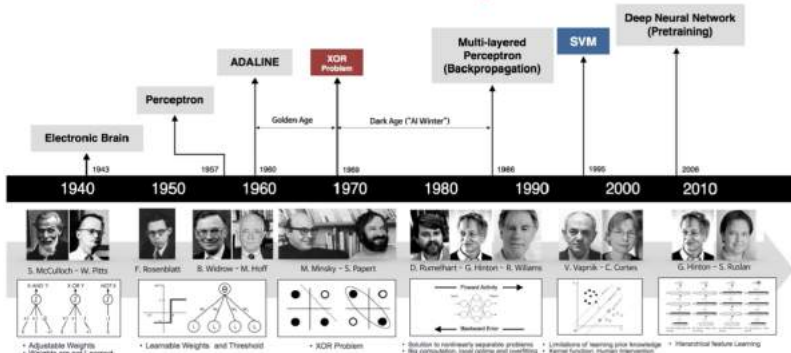 Deep Neural Network
(Pretraining)
Multi-layered
Perceptron
(Backpropagation)
SVM
ADALINE
XOR
Problem
Perceptron
Golden Age
Dark Age ("AI Winter")
Electronic Brain
1943
1957
1960
1969
1986
1995
2006
1940
1950
1960
1970
1980
1990
2000
2010
S. McCulloch – W. Pitts
F. Rosenblatt
B. Widrow – M. Hoff
M. Minsky – S. Papert
D. Rumelhart – G. Hinton – R. Wiliams
V. Vapnik – C. Cortes
G. Hinton – S. Ruslan
X AND Y
X OR Y
NOT X
Foward Activity
Backward Error
• Adjustable Weights
• Learnable Weights and Threshold
• XOR Problem
• Solution to nonlinearly separable problems
• Limitations of learning prior knowledge
• Kernel function: Human Intervention
• Hierarchical feature Learning